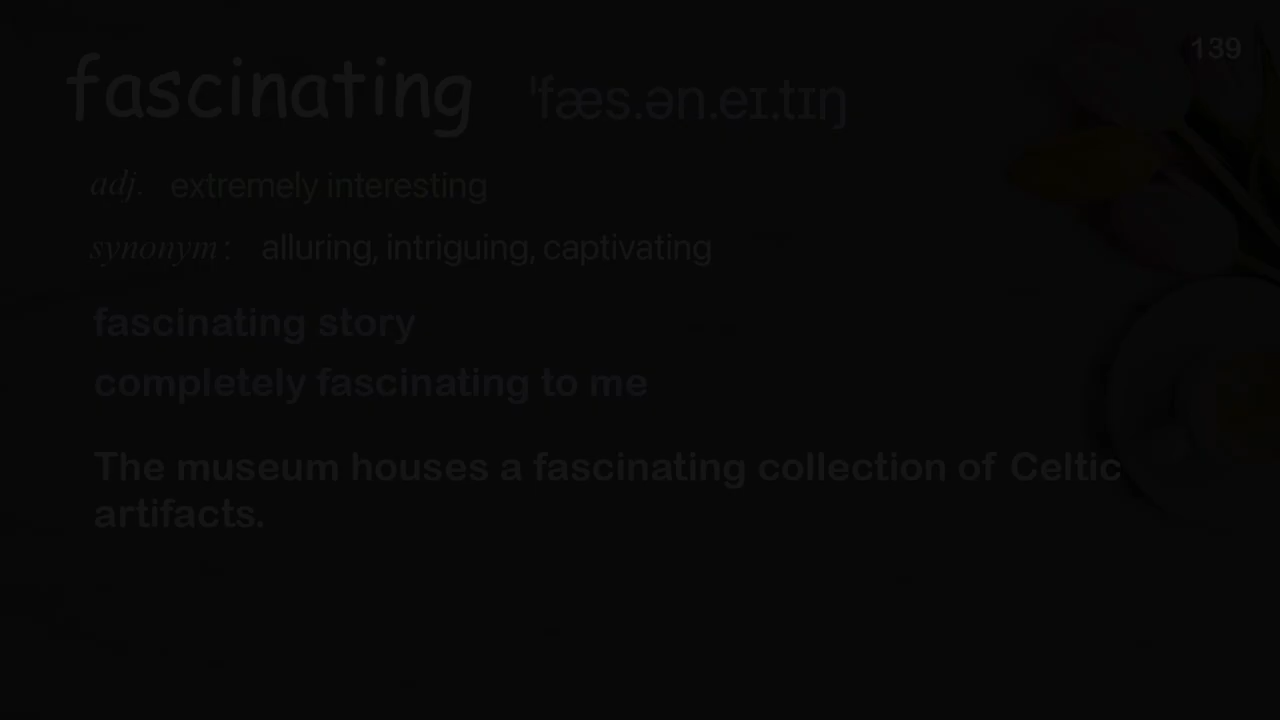 139
fascinating ˈfæs.ən.eɪ.tɪŋ
adj. extremely interesting
synonym: alluring, intriguing, captivating
fascinating story
completely fascinating to me
The museum houses a fascinating collection of Celtic
artifacts.